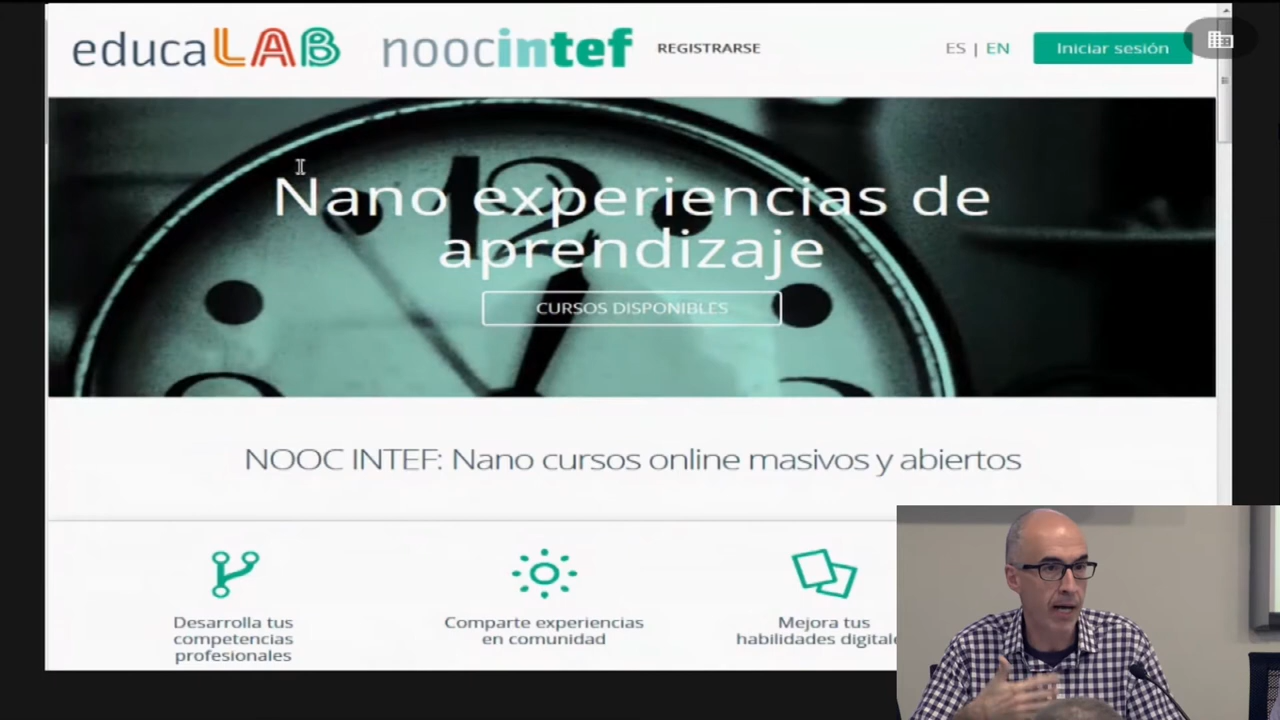 educaLAB
noocintef
REGISTRARSE
ES | EN
Iniciar sesión
12
Nano experiencias de
aprendizaje
CURSOS DISPONIBLES
NOOC INTEF: Nano cursos online masivos y abiertos
Desarrolla tus
competencias
profesionales
Comparte experiencias
en comunidad
Mejora tus
habilidades